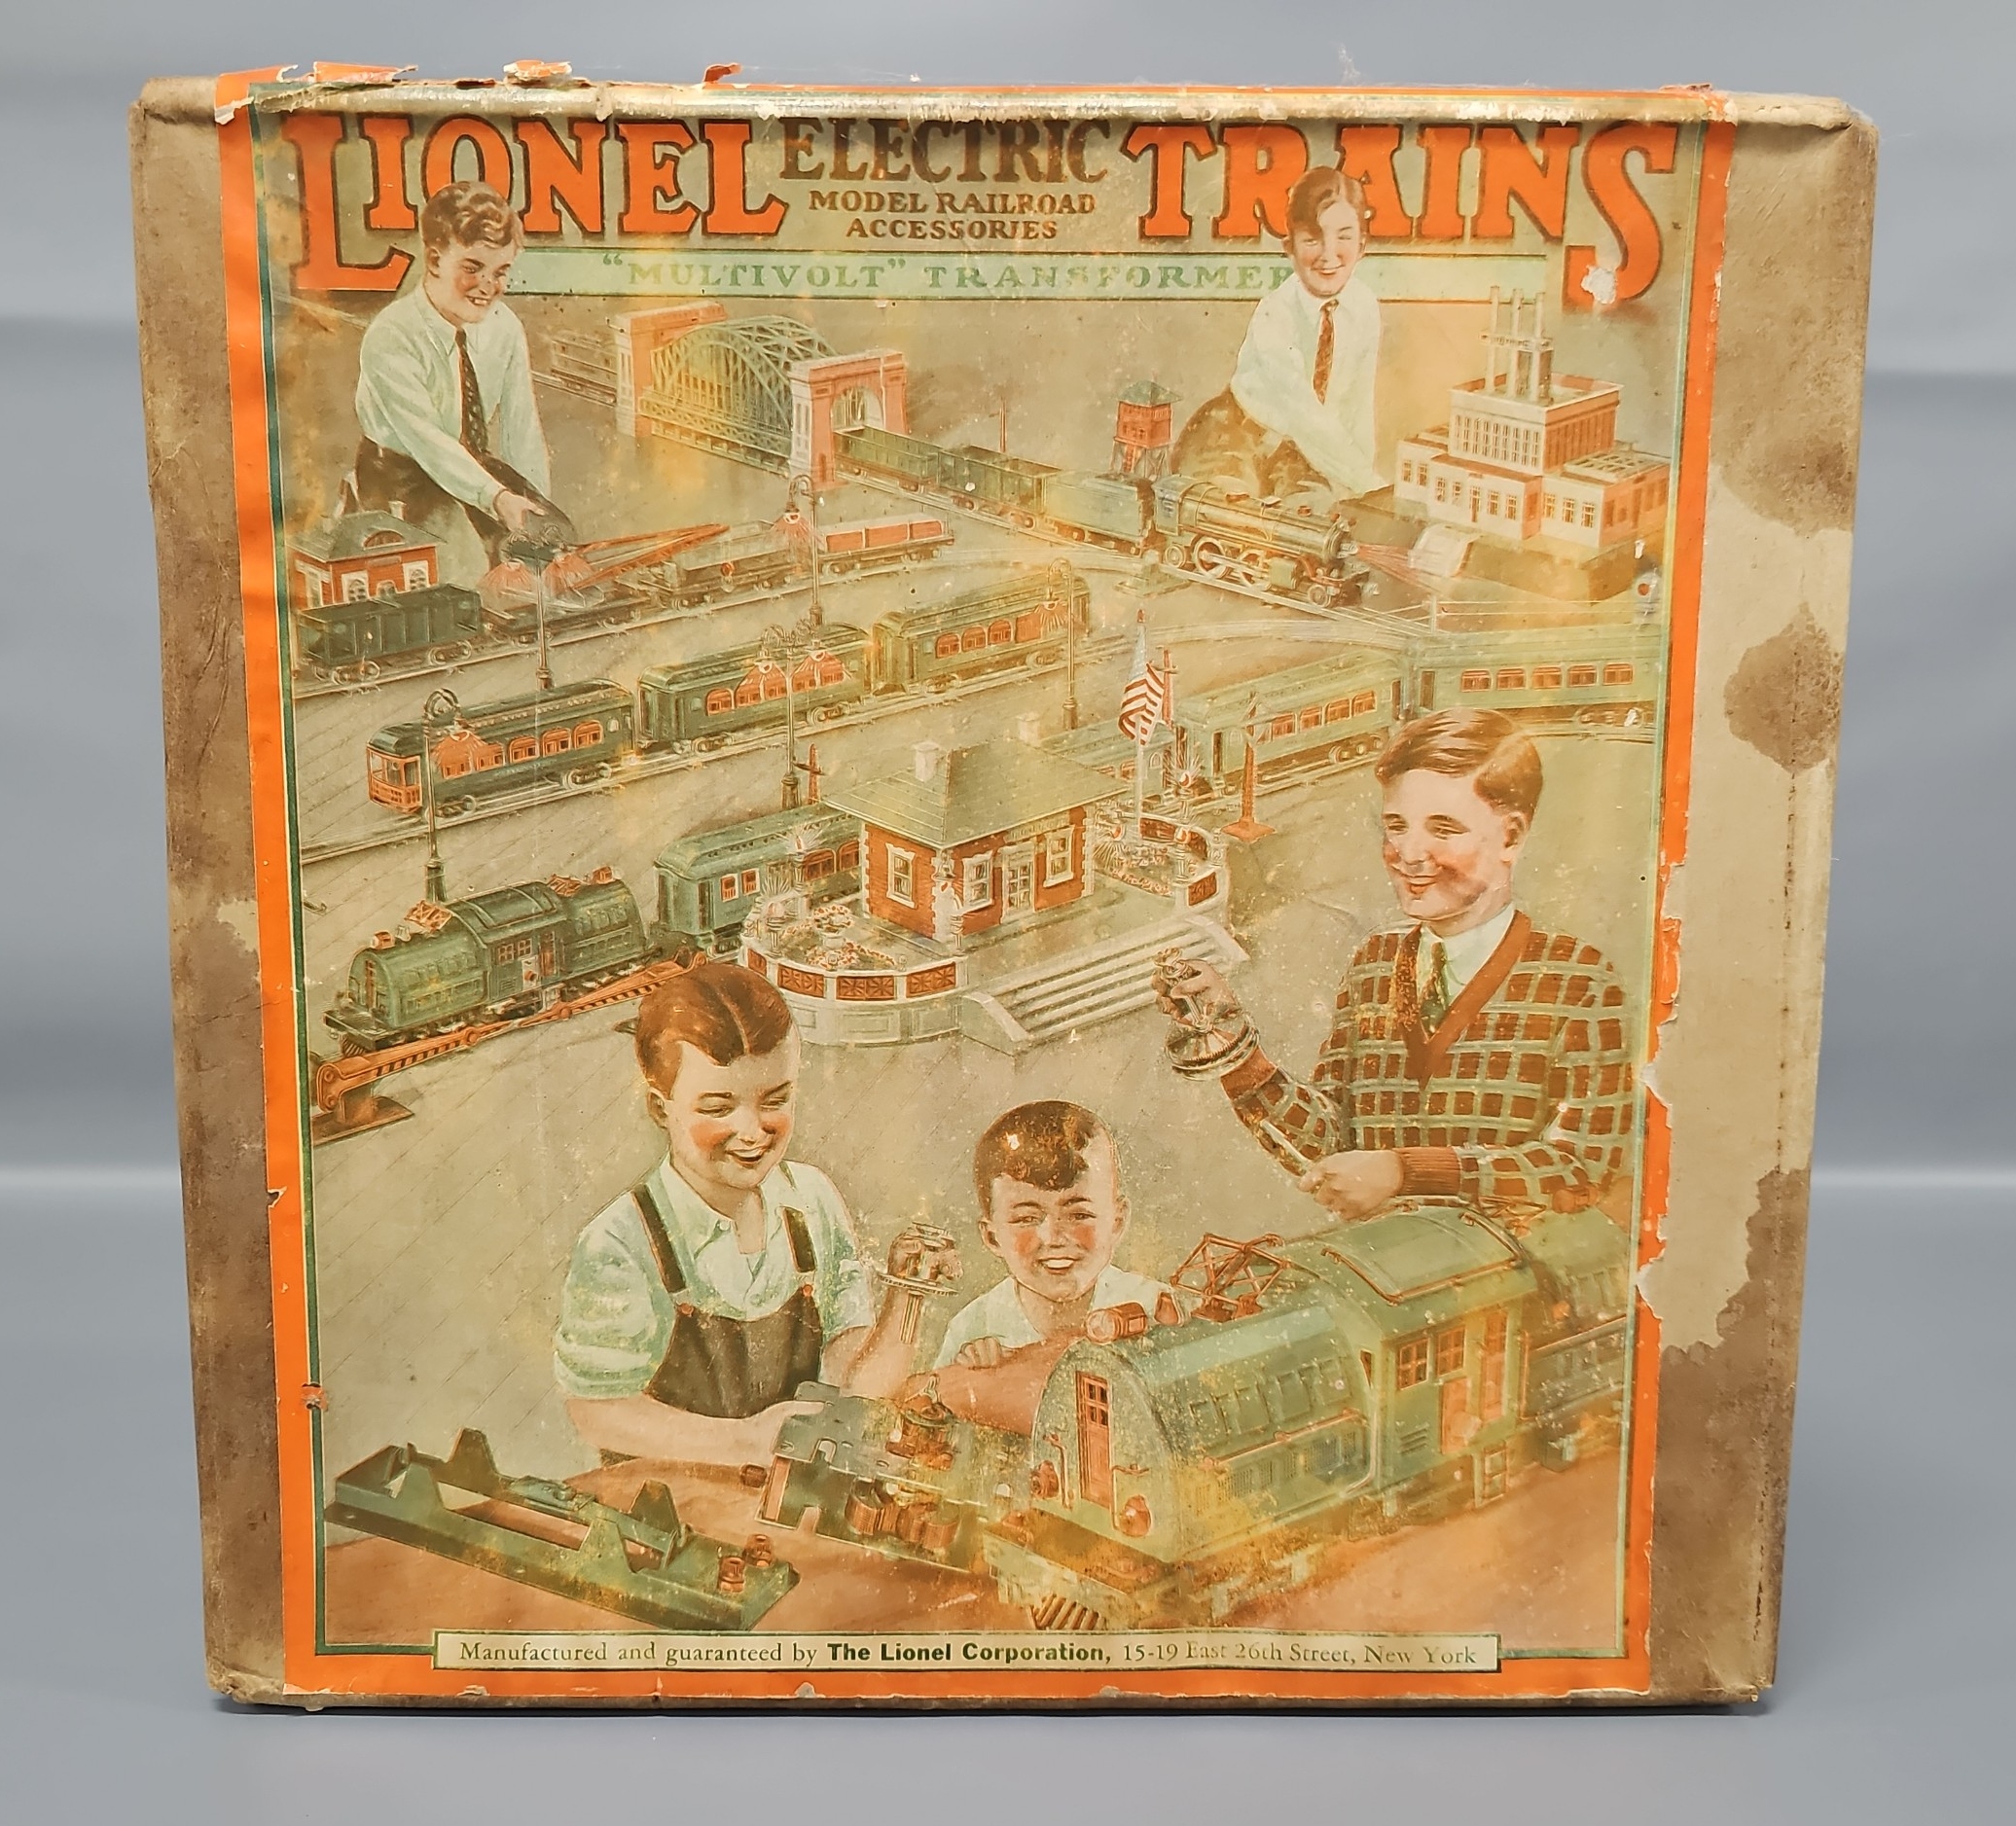 LIONEL ELECTRIC TRAINS
MODEL RAILROAD
ACCESSORIES
"MULTIVOLT" TRANSFORMER
Manufactured and guaranteed by The Lionel Corporation, 15-19 East 26th Street, New York